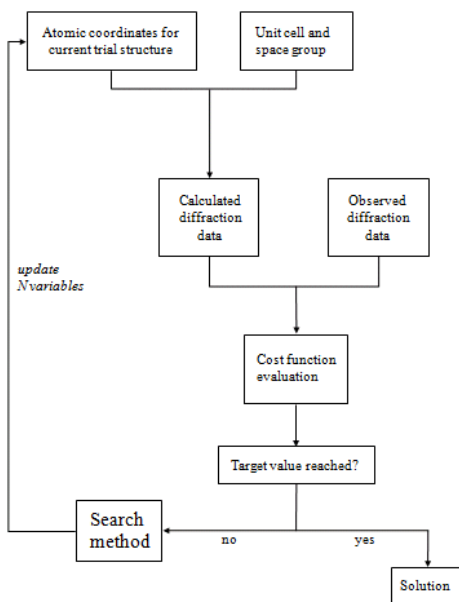 Atomic coordinates for
current trial structure
Unit cell and
space group
Calculated
diffraction
data
Observed
diffraction
data
update
Nvariables
Cost function
evaluation
Target value reached?
Search
method
no
yes
Solution